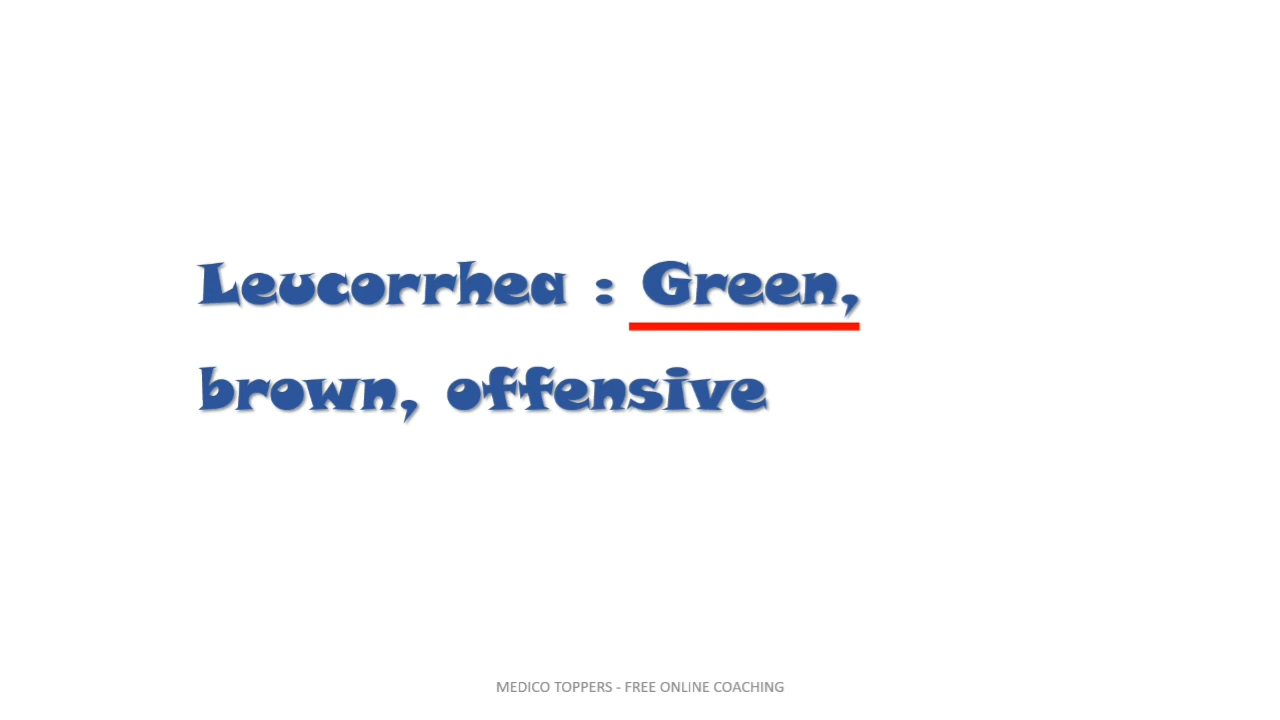 Leucorrhea : Green,
brown, offensive
MEDICO TOPPERS - FREE ONLINE COACHING